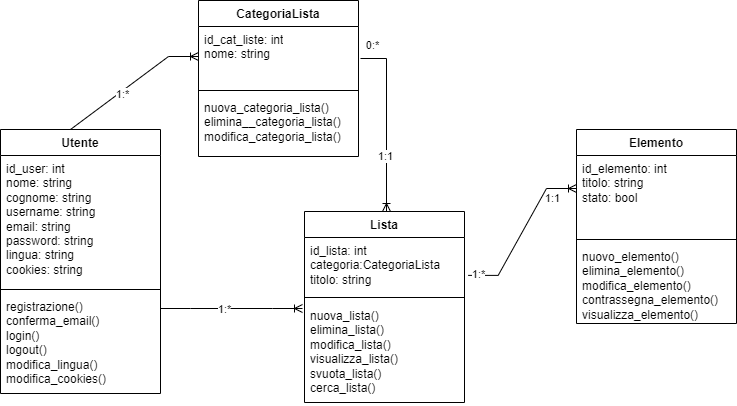 CategoriaLista
id_cat_liste: int
nome: string
nuova_categoria_lista()
elimina__categoria_lista()
modifica_categoria_lista()
0:*
1:*
1:1
Utente
id_user: int
nome: string
cognome: string
username: string
email: string
password: string
lingua: string
cookies: string
registrazione()
conferma_email()
login()
logout()
modifica_lingua()
modifica_cookies()
1:*
Lista
id_lista: int
categoria:CategoriaLista
titolo: string
nuova_lista()
elimina_lista()
modifica_lista()
visualizza_lista()
svuota_lista()
cerca_lista()
1:*
1:1
Elemento
id_elemento: int
titolo: string
stato: bool
nuovo_elemento()
elimina_elemento()
modifica_elemento()
contrassegna_elemento()
visualizza_elemento()